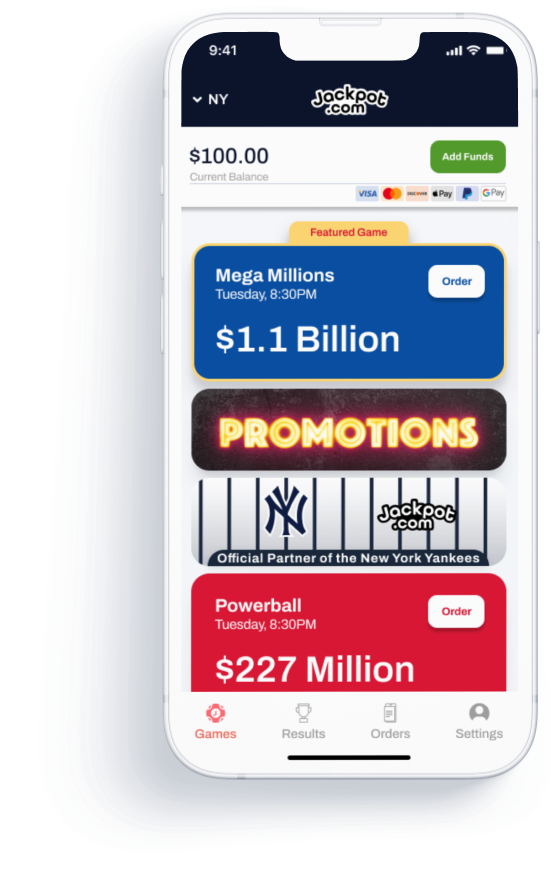 9:41
NY
Jackpot
.com
$100.00
Add Funds
Current Balance
VISA
DISCOVER
Pay
G Pay
Featured Game
Mega Millions
Order
Tuesday, 8:30PM
$1.1 Billion
PROMOTIONS
NY
Jackpot
.com
Official Partner of the New York Yankees
Powerball
Order
Tuesday, 8:30PM
$227 Million
Games
Results
Orders
Settings